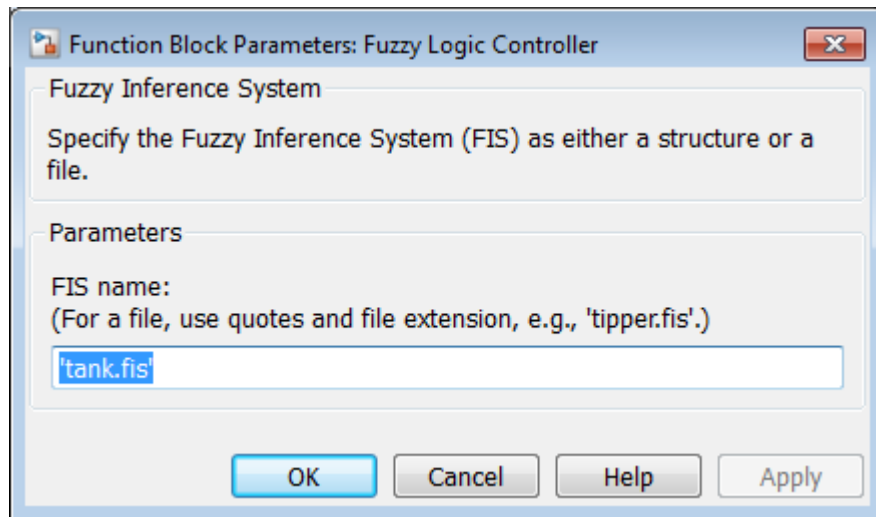 Function Block Parameters: Fuzzy Logic Controller
Fuzzy Inference System
Specify the Fuzzy Inference System (FIS) as either a structure or a
file.
Parameters
FIS name:
(For a file, use quotes and file extension, e.g., 'tipper.fis'.)
'tank.fis'
OK Cancel Help Apply